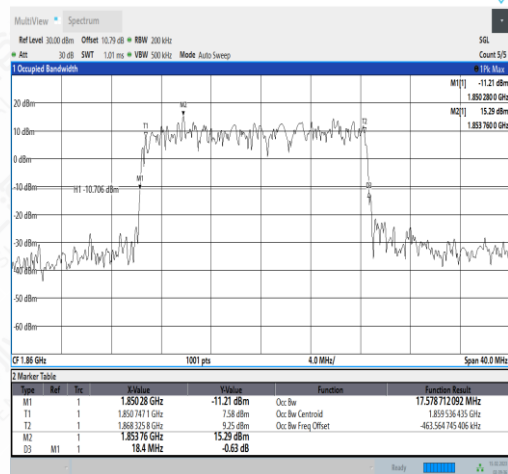 MultiView Spectrum
Ref Level 30.00 dBm Offset 10.79 dB RBW 200 kHz SGL
Att 30 dB SWT 1.01 ms VBW 500 kHz Mode Auto Sweep Count 5/5
1 Occupied Bandwidth 1Pk Max
M1[1] -11.21 dBm
1.850 280 0 GHz
M2[1] 15.29 dBm
1.853 760 0 GHz
M2
20 dBm
T1 T2
10 dBm
0 dBm
M1 D3
-10 dBm H1 -10.706 dBm
-20 dBm
-30 dBm
-40 dBm
-50 dBm
-60 dBm
CF 1.86 GHz 1001 pts 4.0 MHz/ Span 40.0 MHz
2 Marker Table
Type Ref Trc X-Value Y-Value Function Function Result
M1 1 1.85028 GHz -11.21 dBm Occ Bw 17.578 712 092 MHz
T1 1 1.850 747 1 GHz 7.58 dBm Occ Bw Centroid 1.859 536 435 GHz
T2 1 1.868 325 8 GHz 9.25 dBm Occ Bw Freq Offset -463.564 745 406 kHz
M2 1 1.85376 GHz 15.29 dBm
D3 M1 1 18.4 MHz -0.63 dB
Ready